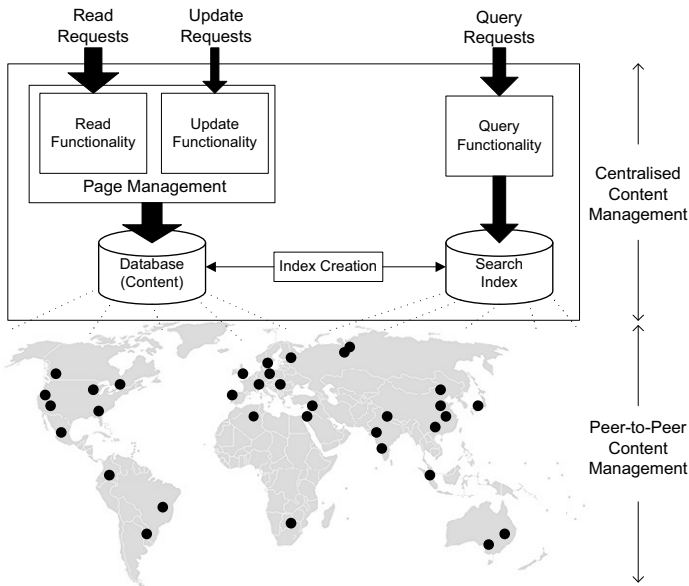 Read
Requests
Update
Requests
Query
Requests
Read
Functionality
Update
Functionality
Page Management
Query
Functionality
Database
(Content)
Index Creation
Search
Index
Centralised
Content
Management
Peer-to-Peer
Content
Management